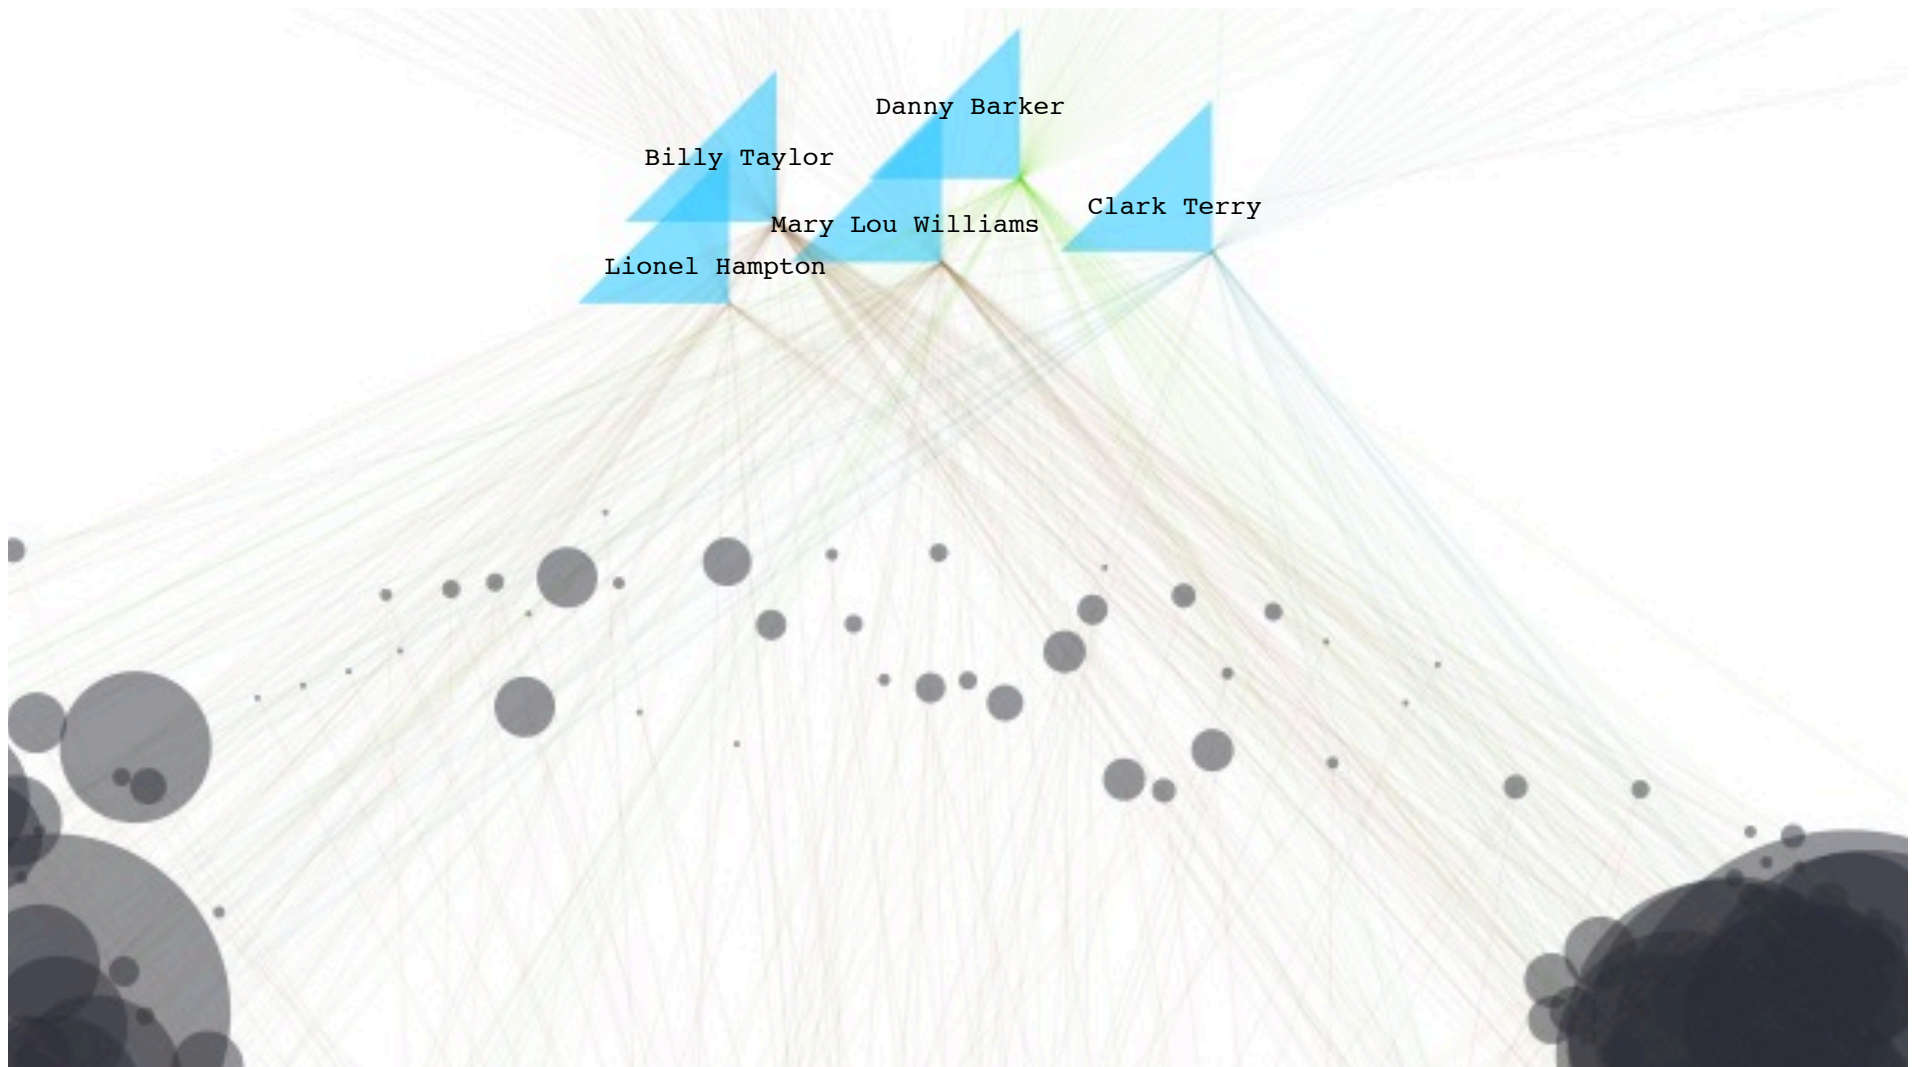 Danny Barker
Billy Taylor
Clark Terry
Mary Lou Williams
Lionel Hampton